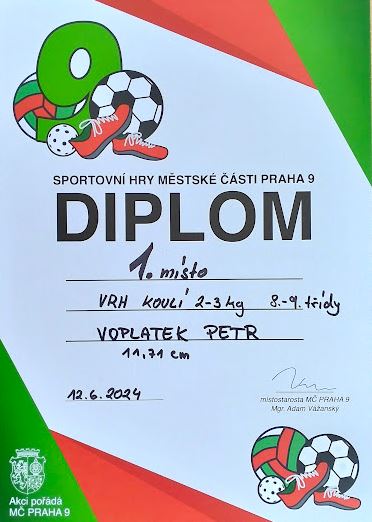 9
SPORTOVNÍ HRY MĚSTSKÉ ČÁSTI PRAHA 9
DIPLOM
1. místo
VRH KOULÍ 2-3 kg 8.-9. třídy
VOPLATEK PETR
11,71 cm
12.6.2024
místostarosta MČ PRAHA 9
Mgr. Adam Vážanský
Akci pořádá
MČ PRAHA 9